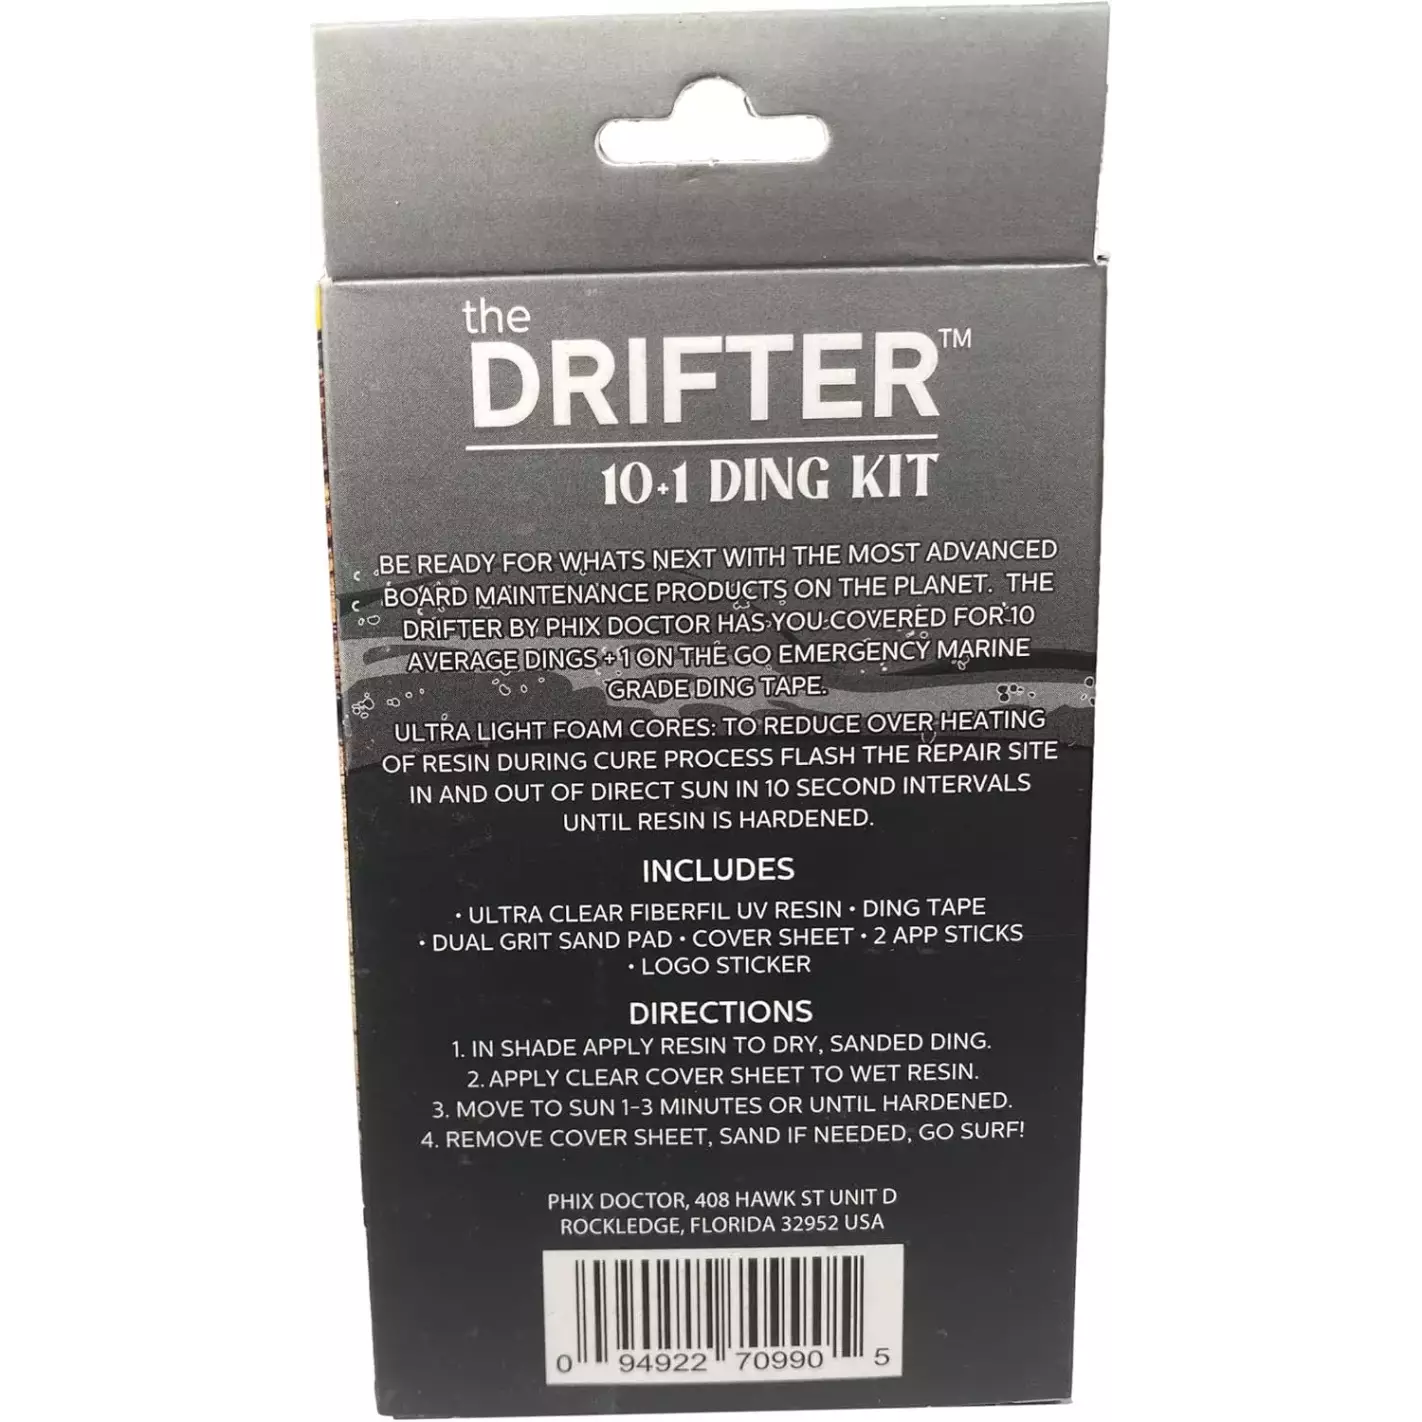 the
DRIFTER™
10+1 DING KIT
BE READY FOR WHATS NEXT WITH THE MOST ADVANCED
BOARD MAINTENANCE PRODUCTS ON THE PLANET. THE
DRIFTER BY PHIX DOCTOR HAS YOU COVERED FOR 10
AVERAGE DINGS +1 ON THE GO EMERGENCY MARINE
GRADE DING TAPE.
ULTRA LIGHT FOAM CORES: TO REDUCE OVER HEATING
OF RESIN DURING CURE PROCESS FLASH THE REPAIR SITE
IN AND OUT OF DIRECT SUN IN 10 SECOND INTERVALS
UNTIL RESIN IS HARDENED.
INCLUDES
• ULTRA CLEAR FIBERFIL UV RESIN • DING TAPE
• DUAL GRIT SAND PAD • COVER SHEET • 2 APP STICKS
• LOGO STICKER
DIRECTIONS
1. IN SHADE APPLY RESIN TO DRY, SANDED DING.
2. APPLY CLEAR COVER SHEET TO WET RESIN.
3. MOVE TO SUN 1-3 MINUTES OR UNTIL HARDENED.
4. REMOVE COVER SHEET, SAND IF NEEDED, GO SURF!
PHIX DOCTOR, 408 HAWK ST UNIT D
ROCKLEDGE, FLORIDA 32952 USA
0 94922 70990 5